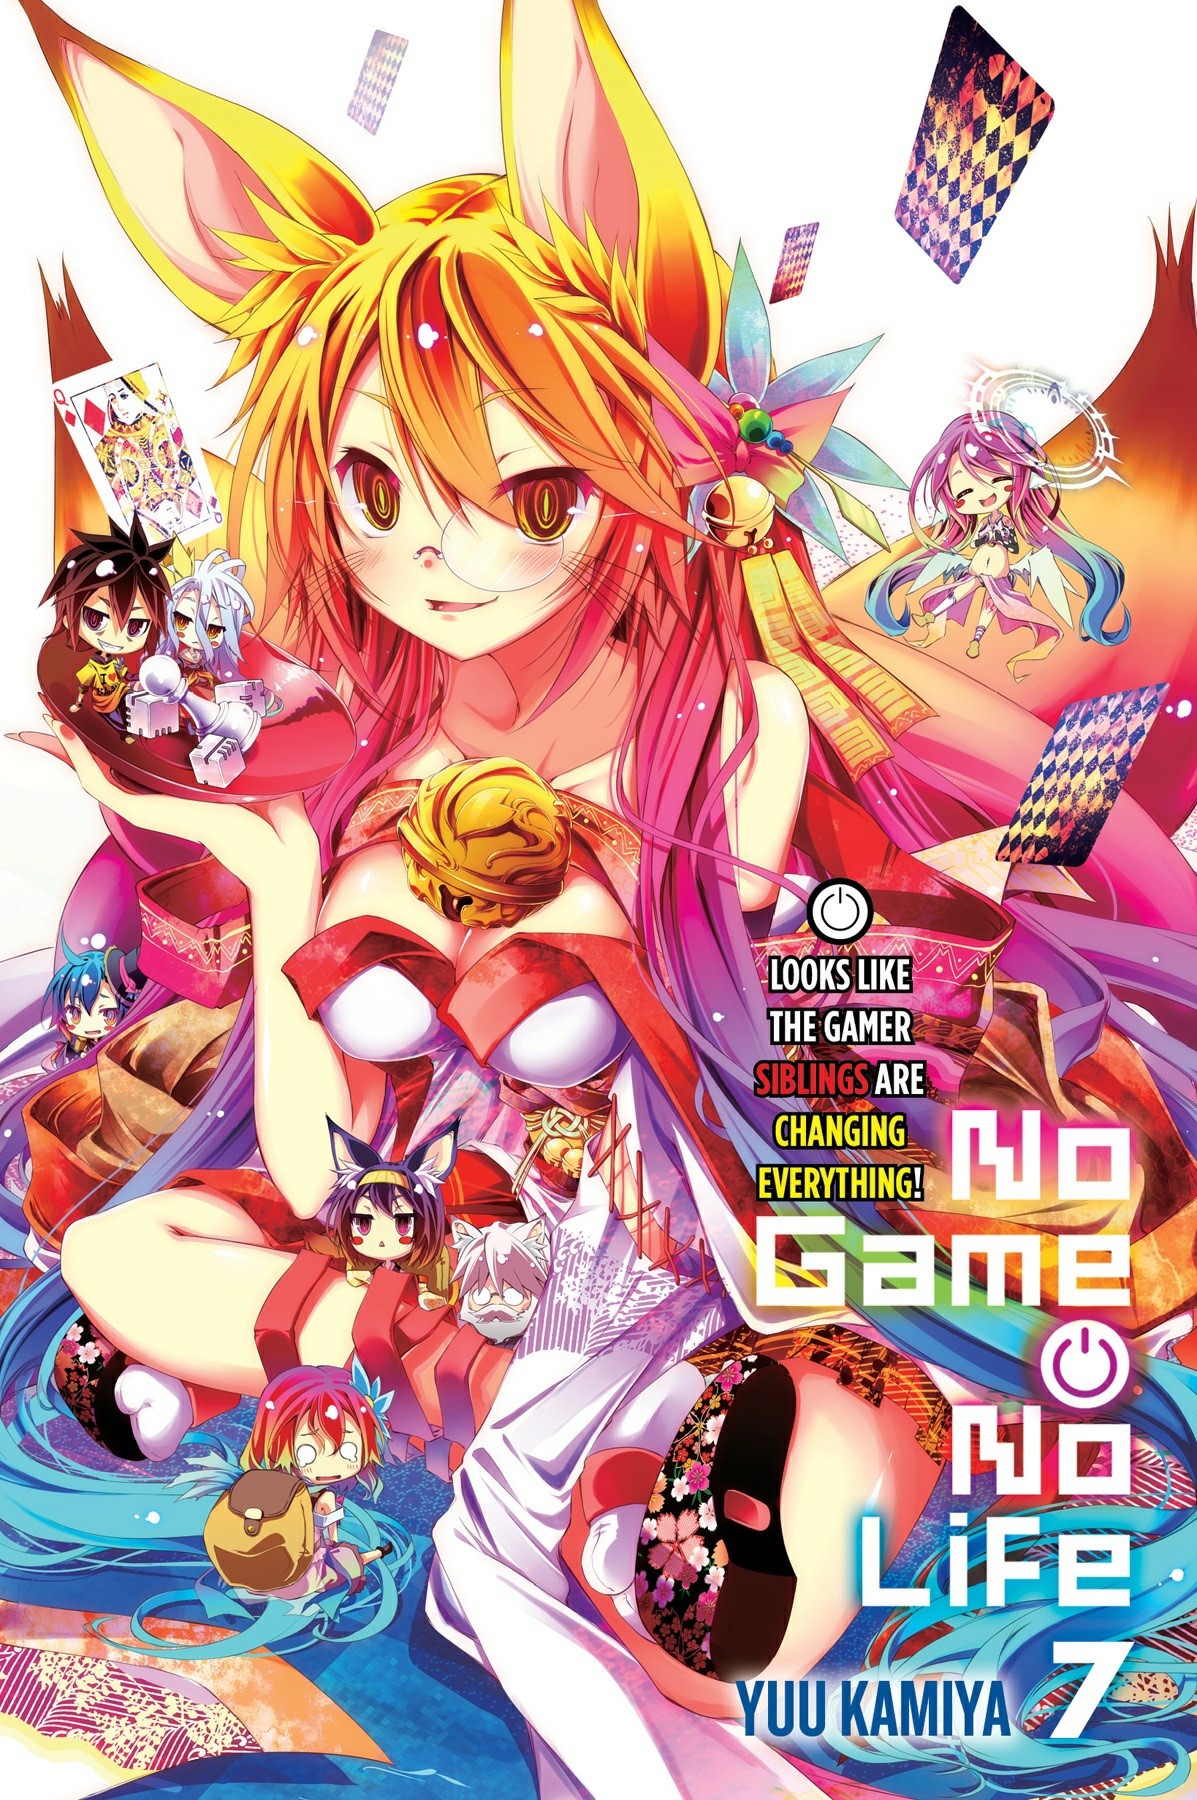 LOOKS LIKE
THE GAMER
SIBLINGS ARE
CHANGING
EVERYTHING!
No
Game
No
Life
7
YUU KAMIYA
Q
Q